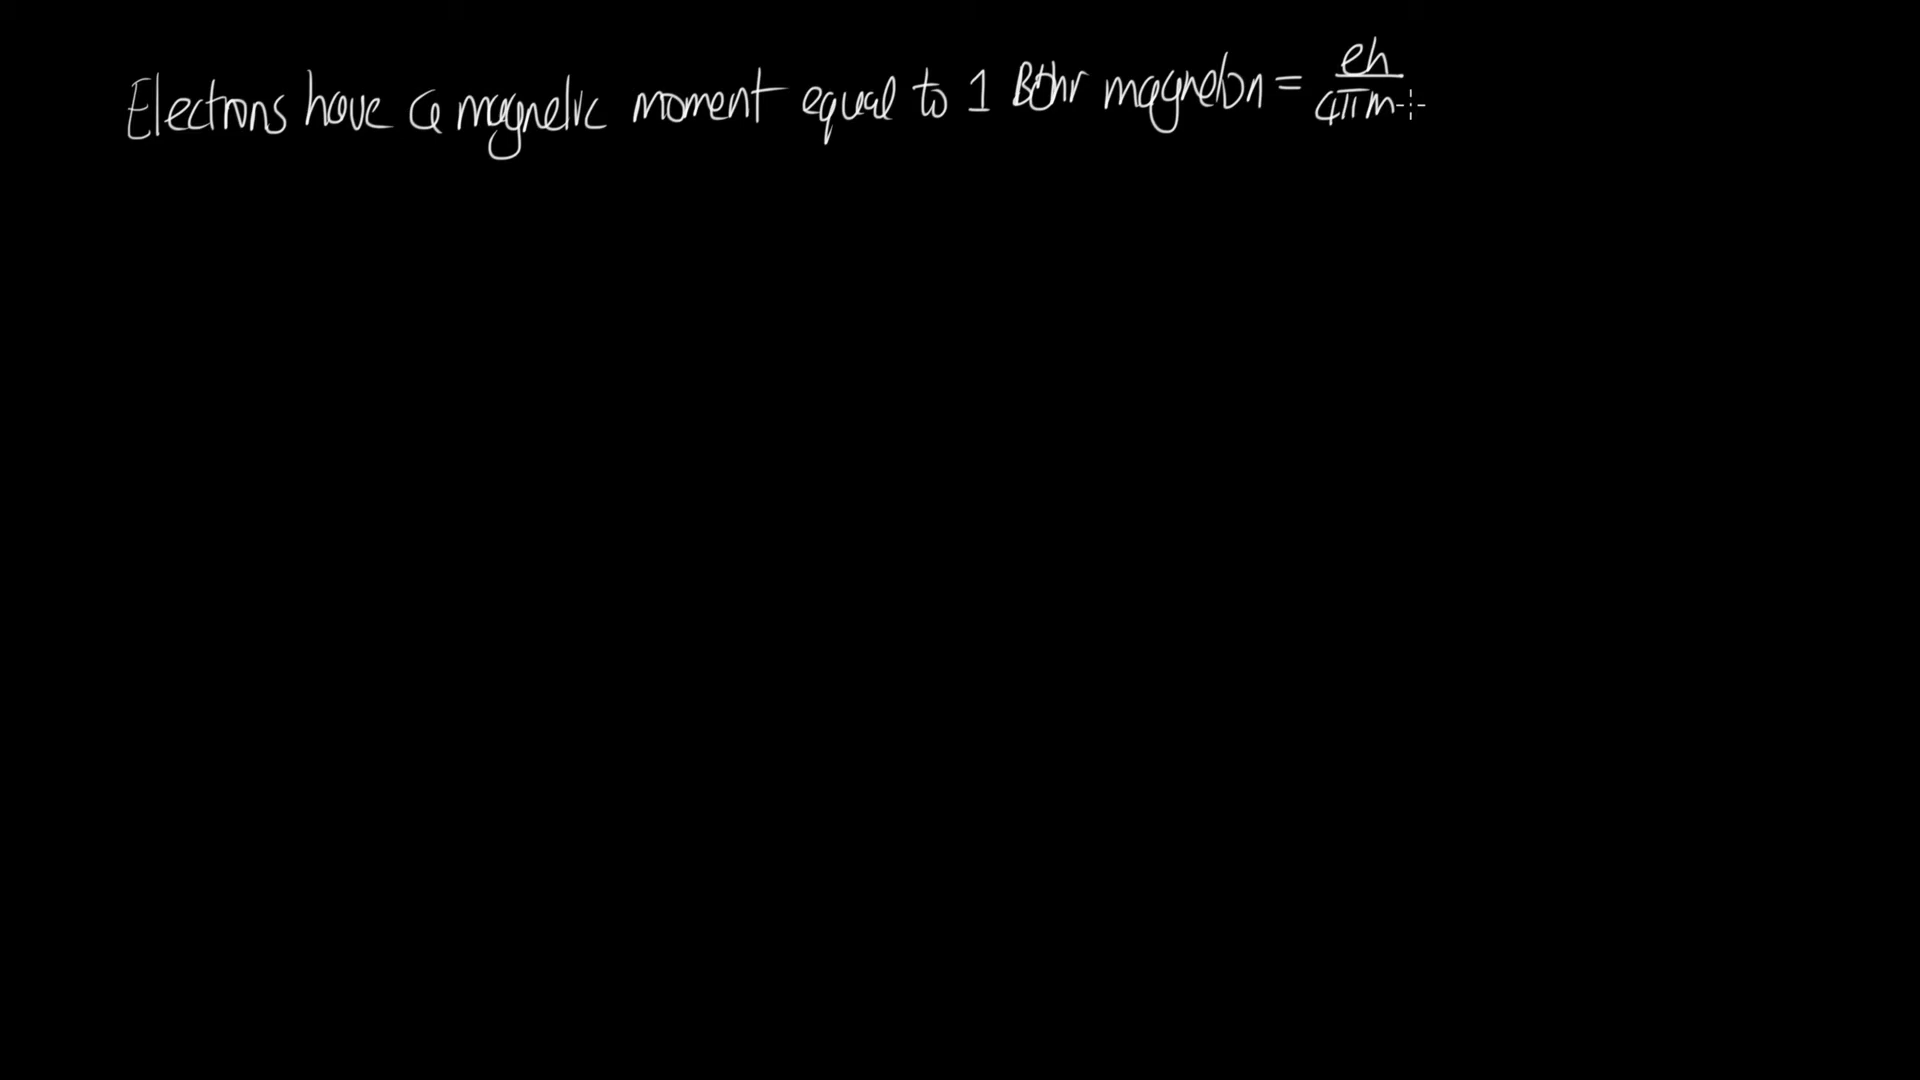 Electrons have a magnetic moment equal to 1 Bohr magneton = eh/4πm